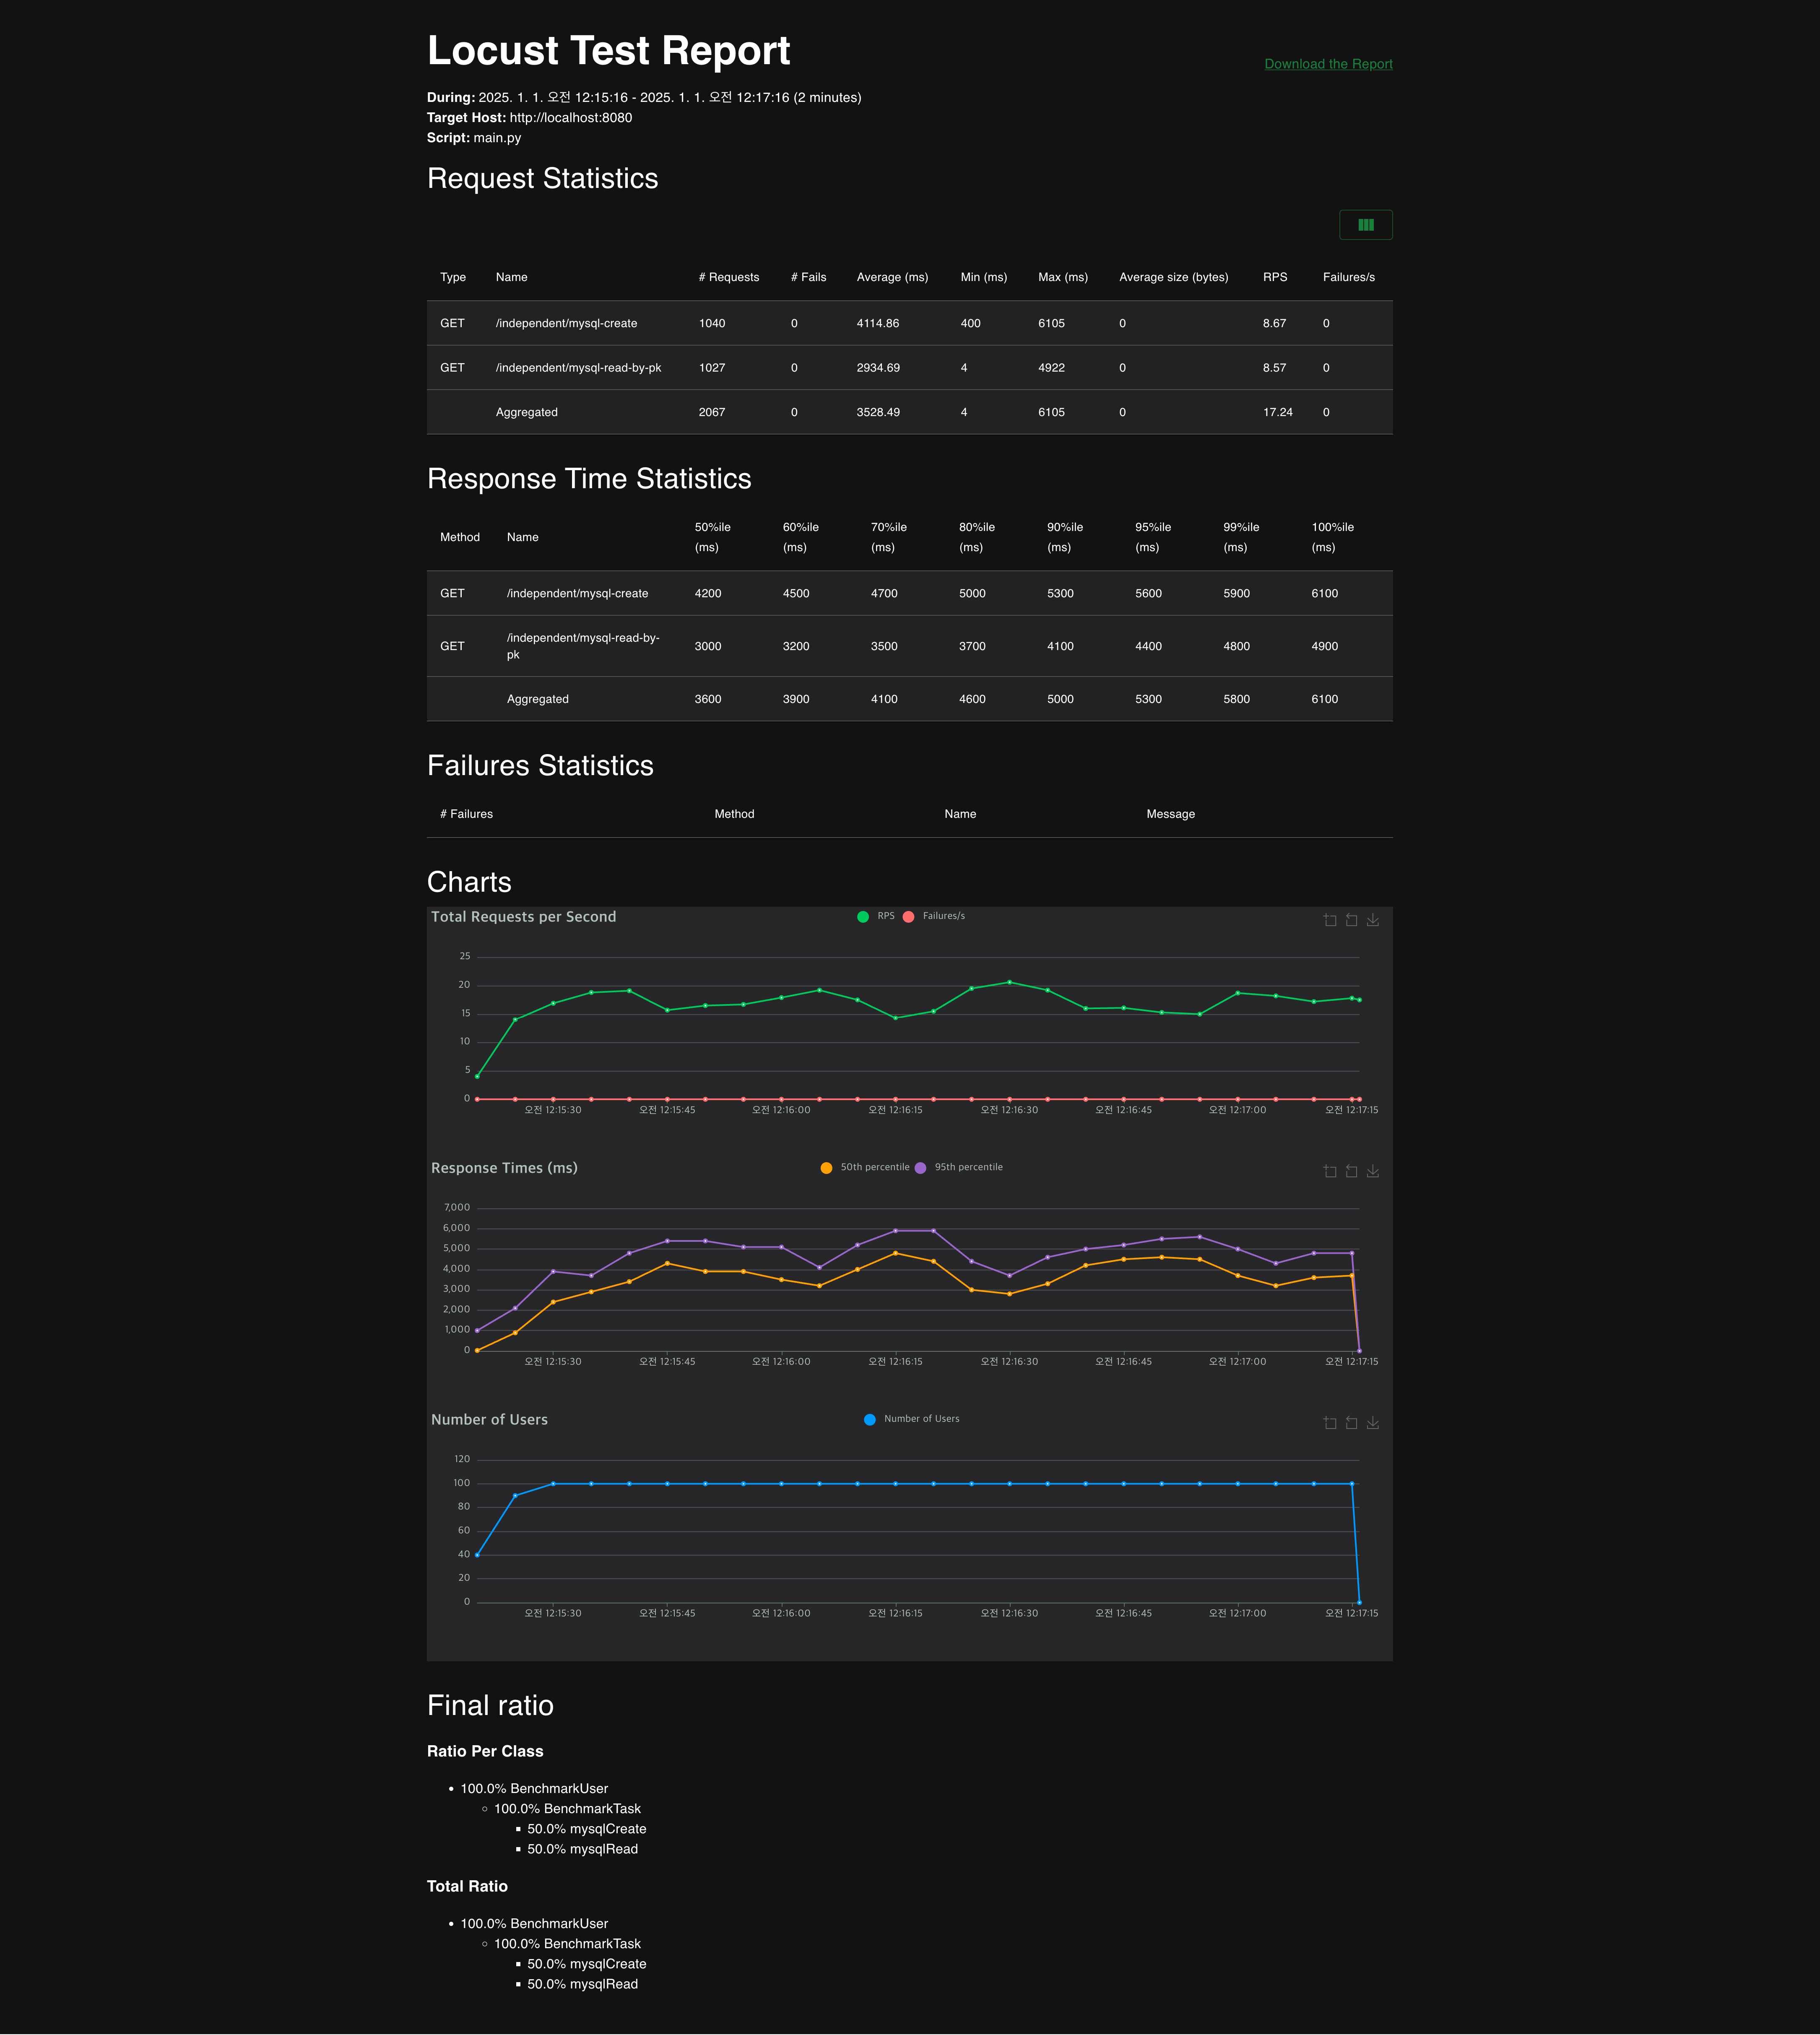 Locust Test Report
Download the Report
During: 2025. 1. 1. 오전 12:15:16 - 2025. 1. 1. 오전 12:17:16 (2 minutes)
Target Host: http://localhost:8080
Script: main.py
Request Statistics
Type Name # Requests # Fails Average (ms) Min (ms) Max (ms) Average size (bytes) RPS Failures/s
GET /independent/mysql-create 1040 0 4114.86 400 6105 0 8.67 0
GET /independent/mysql-read-by-pk 1027 0 2934.69 4 4922 0 8.57 0
Aggregated 2067 0 3528.49 4 6105 0 17.24 0
Response Time Statistics
Method Name 50%ile (ms) 60%ile (ms) 70%ile (ms) 80%ile (ms) 90%ile (ms) 95%ile (ms) 99%ile (ms) 100%ile (ms)
GET /independent/mysql-create 4200 4500 4700 5000 5300 5600 5900 6100
GET /independent/mysql-read-by-pk 3000 3200 3500 3700 4100 4400 4800 4900
Aggregated 3600 3900 4100 4600 5000 5300 5800 6100
Failures Statistics
# Failures Method Name Message
Charts
Total Requests per Second RPS Failures/s
25
20
15
10
5
0
오전 12:15:30 오전 12:15:45 오전 12:16:00 오전 12:16:15 오전 12:16:30 오전 12:16:45 오전 12:17:00 오전 12:17:15
Response Times (ms) 50th percentile 95th percentile
7,000
6,000
5,000
4,000
3,000
2,000
1,000
0
오전 12:15:30 오전 12:15:45 오전 12:16:00 오전 12:16:15 오전 12:16:30 오전 12:16:45 오전 12:17:00 오전 12:17:15
Number of Users Number of Users
120
100
80
60
40
20
0
오전 12:15:30 오전 12:15:45 오전 12:16:00 오전 12:16:15 오전 12:16:30 오전 12:16:45 오전 12:17:00 오전 12:17:15
Final ratio
Ratio Per Class
100.0% BenchmarkUser
100.0% BenchmarkTask
50.0% mysqlCreate
50.0% mysqlRead
Total Ratio
100.0% BenchmarkUser
100.0% BenchmarkTask
50.0% mysqlCreate
50.0% mysqlRead